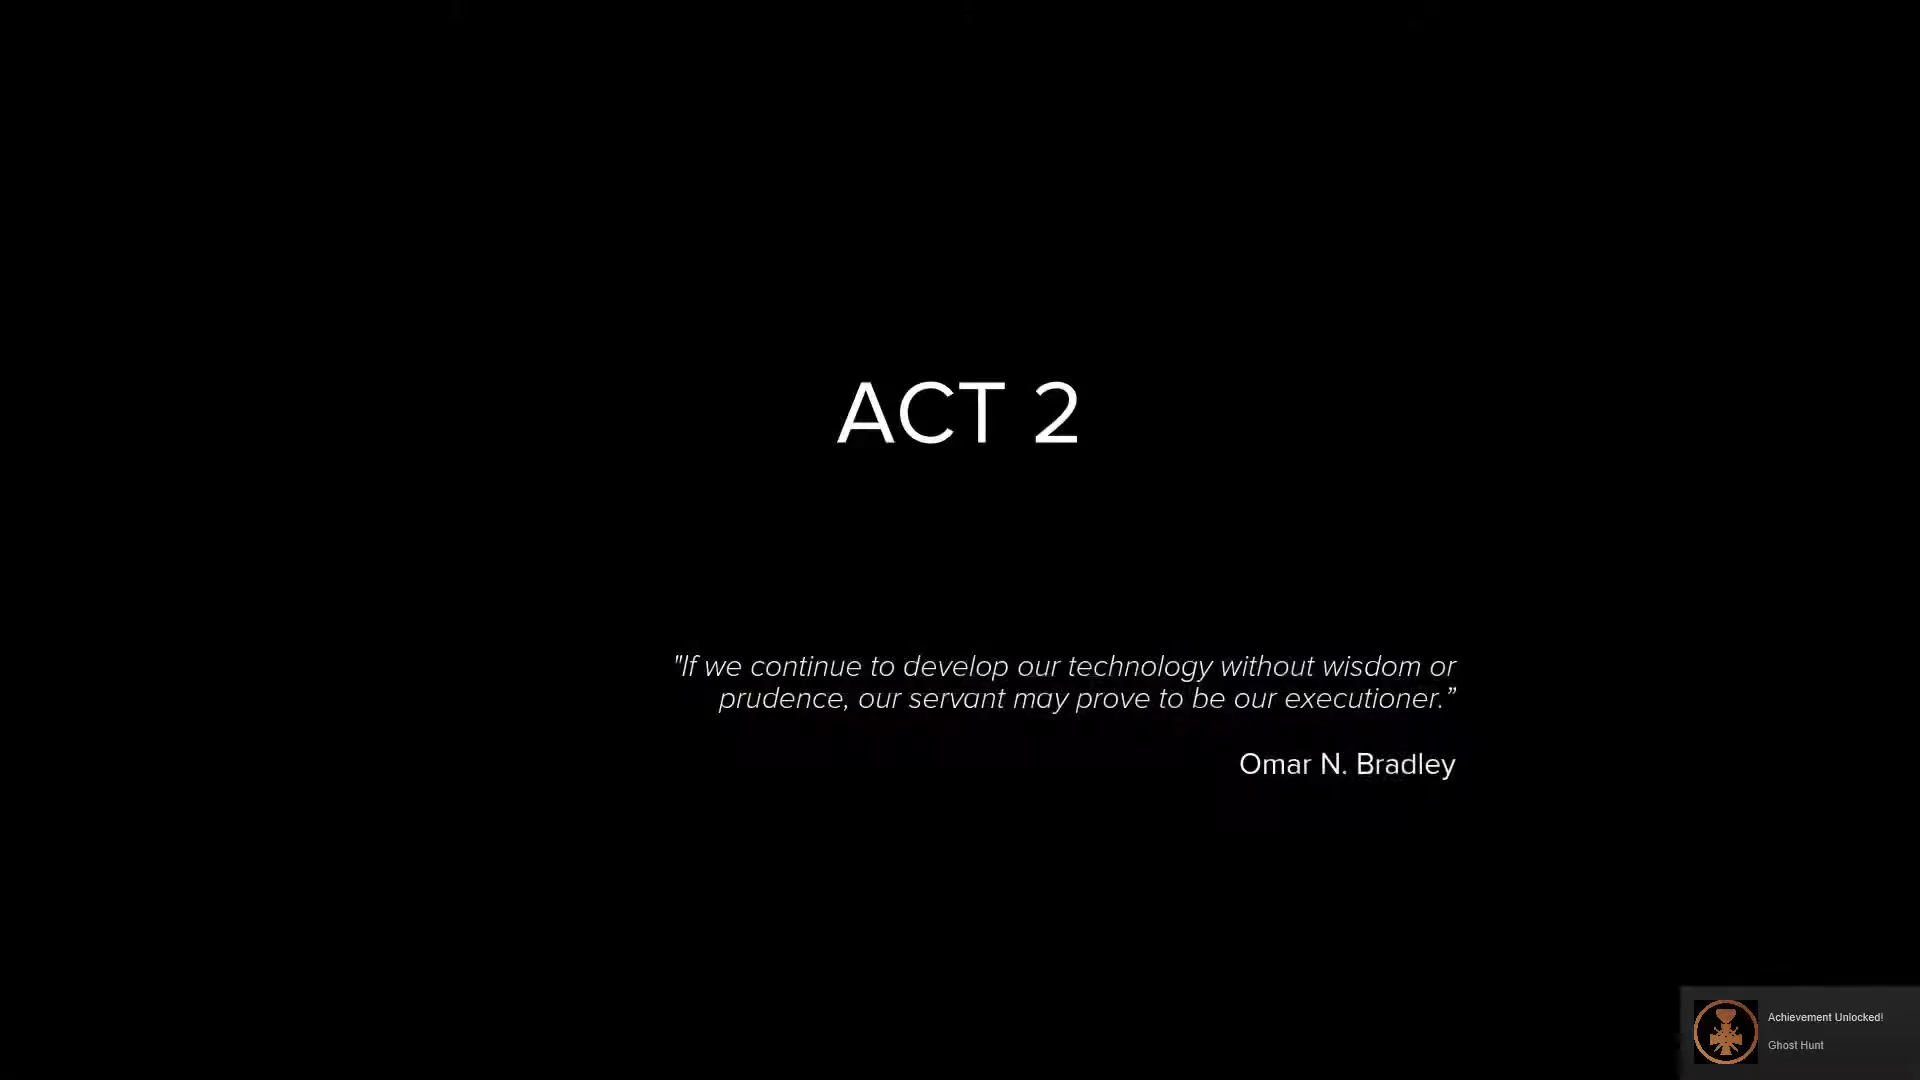 ACT 2
"If we continue to develop our technology without wisdom or
prudence, our servant may prove to be our executioner.”
Omar N. Bradley
Achievement Unlocked!
Ghost Hunt